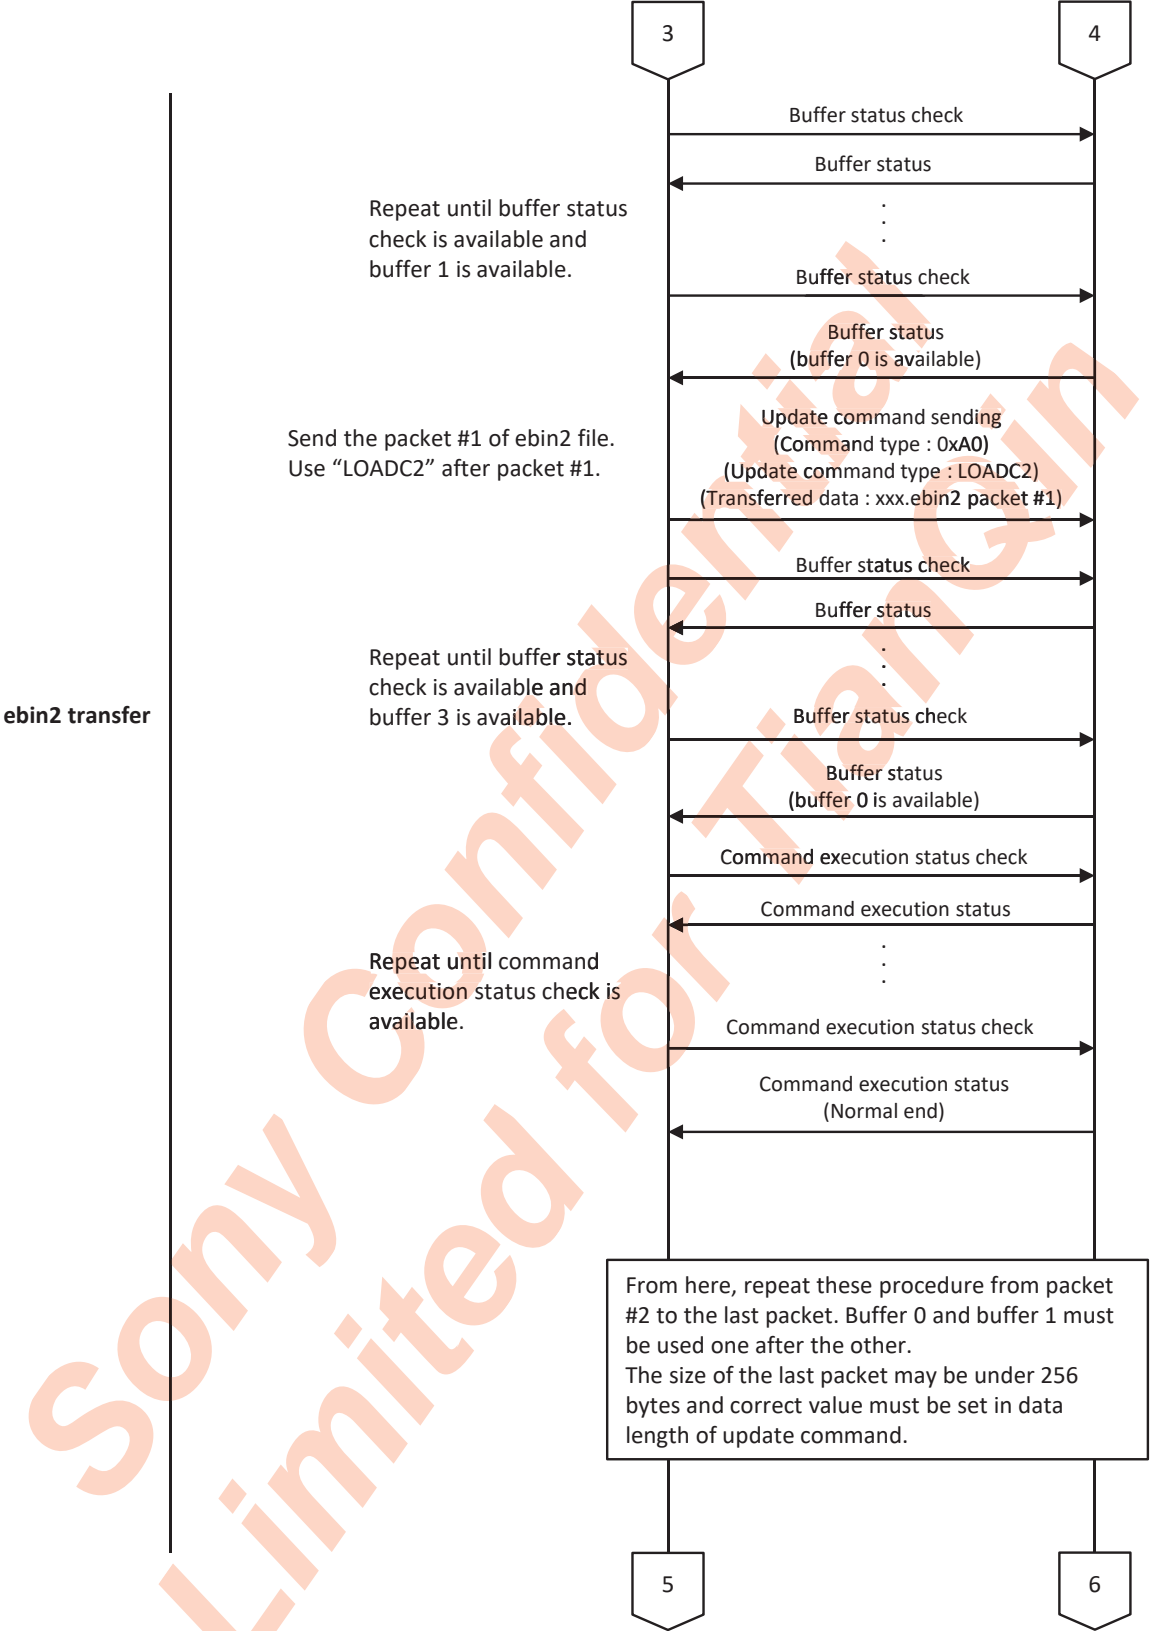 3
4
Buffer status check
Buffer status
.
.
.
Repeat until buffer status
check is available and
buffer 1 is available.
Buffer status check
Buffer status
(buffer 0 is available)
Send the packet #1 of ebin2 file.
Use “LOADC2” after packet #1.
Update command sending
(Command type : 0xA0)
(Update command type : LOADC2)
(Transferred data : xxx.ebin2 packet #1)
Buffer status check
Buffer status
.
.
.
Repeat until buffer status
check is available and
buffer 3 is available.
ebin2 transfer
Buffer status check
Buffer status
(buffer 0 is available)
Command execution status check
Command execution status
.
.
.
Repeat until command
execution status check is
available.
Command execution status check
Command execution status
(Normal end)
From here, repeat these procedure from packet
#2 to the last packet. Buffer 0 and buffer 1 must
be used one after the other.
The size of the last packet may be under 256
bytes and correct value must be set in data
length of update command.
5
6
Sony Confidential
Limited for TianQin